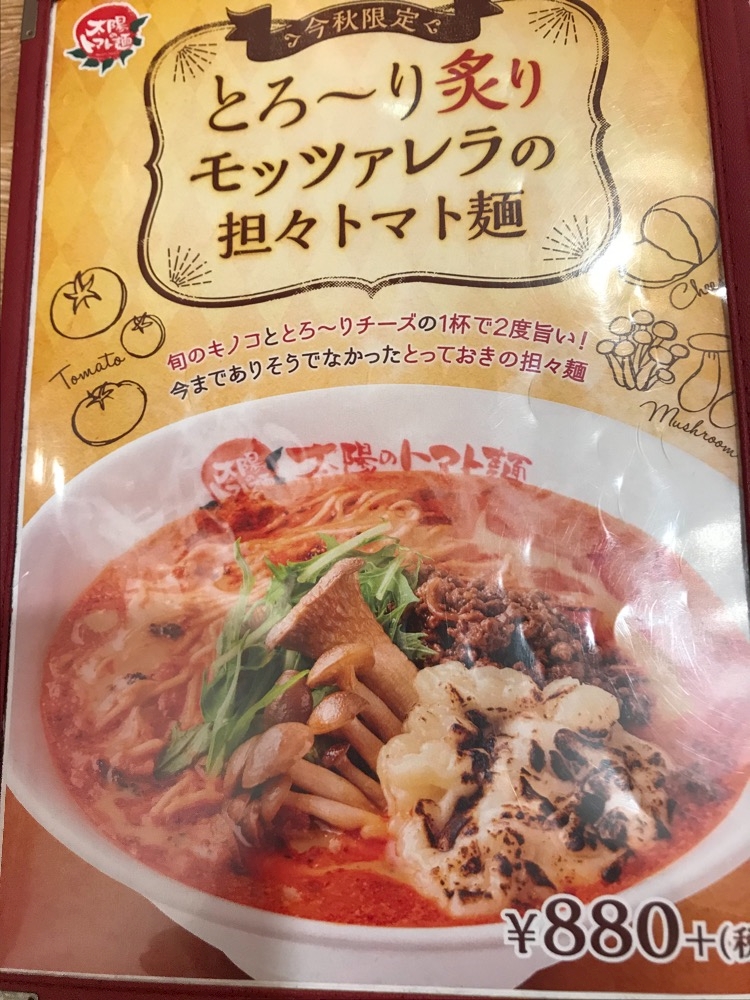 太陽の
トマト麺
今秋限定
とろ〜り炙り
モッツァレラの
担々トマト麺
旬のキノコととろ〜りチーズの1杯で2度旨い!
今までありそうでなかったとっておきの担々麺
Tomato
Chee
Mushroom
太陽のトマト麺
¥880+(税